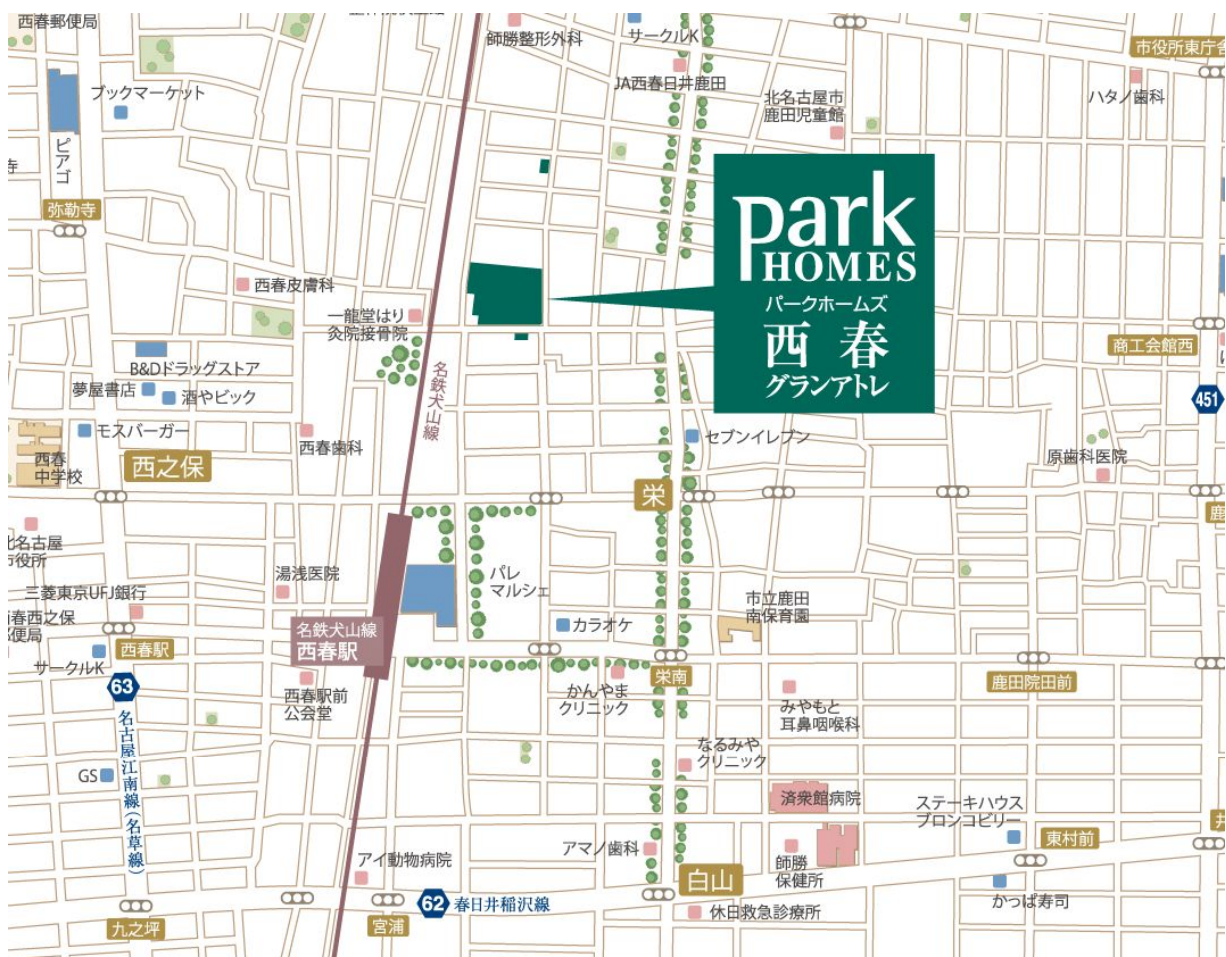 西春郵便局
師勝整形外科
サークルK
市役所東庁舎
JA西春日井鹿田
ブックマーケット
北名古屋市
鹿田児童館
ハタノ歯科
ピアゴ
寺
弥勒寺
park
HOMES
パークホームズ
西春
グランアトレ
西春皮膚科
一龍堂はり
灸院接骨院
商工会館西
B&Dドラッグストア
名鉄犬山線
夢屋書店
酒やビック
451
モスバーガー
セブンイレブン
西春歯科
西春
中学校
西之保
原歯科医院
栄
鹿
北名古屋
市役所
湯浅医院
パレ
マルシェ
三菱東京UFJ銀行
市立鹿田
南保育園
西春西之保
郵便局
カラオケ
名鉄犬山線
西春駅
西春駅
サークルK
栄南
鹿田院田前
63
名古屋江南線(名草線)
西春駅前
公会堂
かんやま
クリニック
みやもと
耳鼻咽喉科
なるみや
クリニック
GS
済衆館病院
ステーキハウス
ブロンコビリー
井
東村前
アマノ歯科
アイ動物病院
師勝
保健所
白山
かっぱ寿司
62
春日井稲沢線
休日救急診療所
九之坪
宮浦